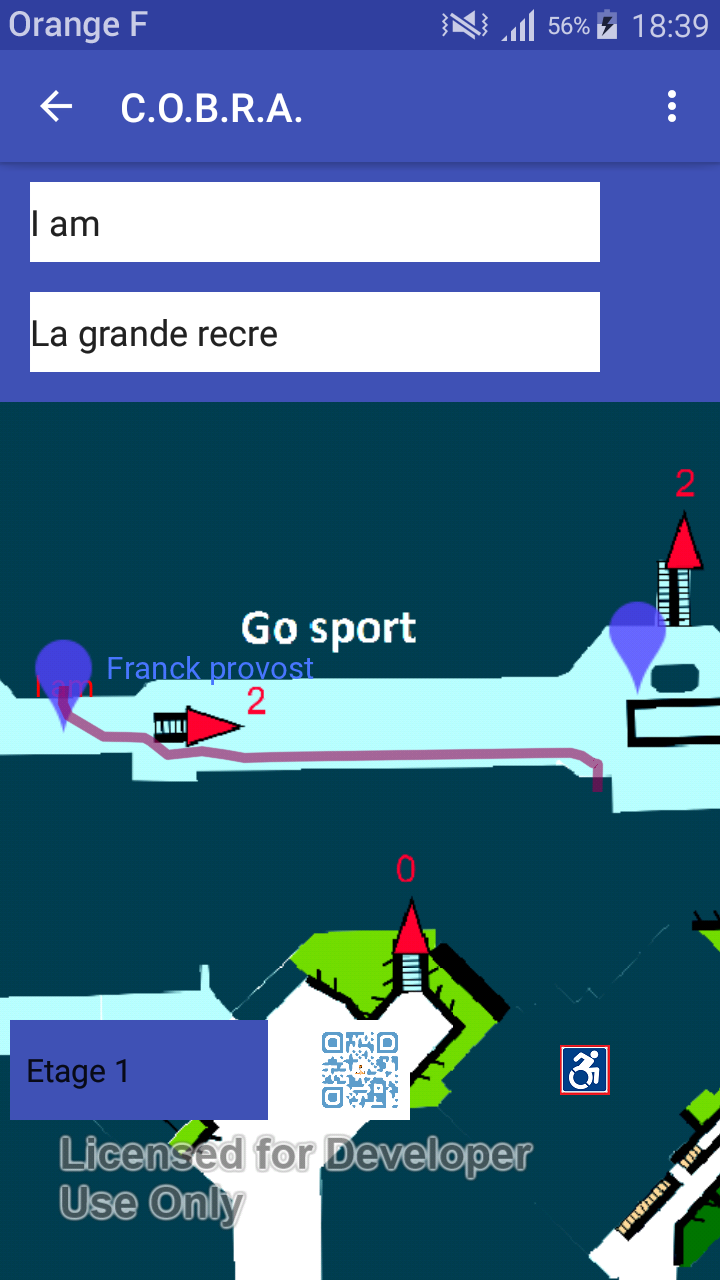 Orange F 56% 18:39
C.O.B.R.A.
I am
La grande recre
2
Go sport
Franck provost
I am
2
0
Etage 1
Licensed for Developer
Use Only